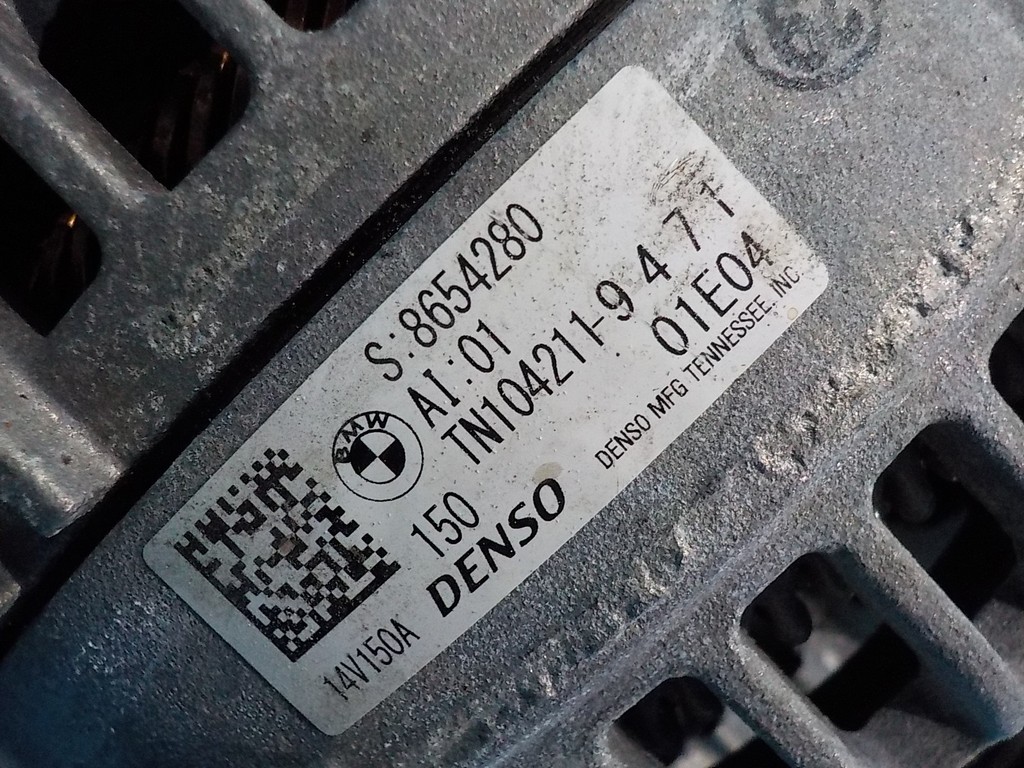 S:8654280
BMW
AI:01
TN104211-9471
150
01E04
DENSO
DENSO MFG TENNESSEE, INC.
14V150A